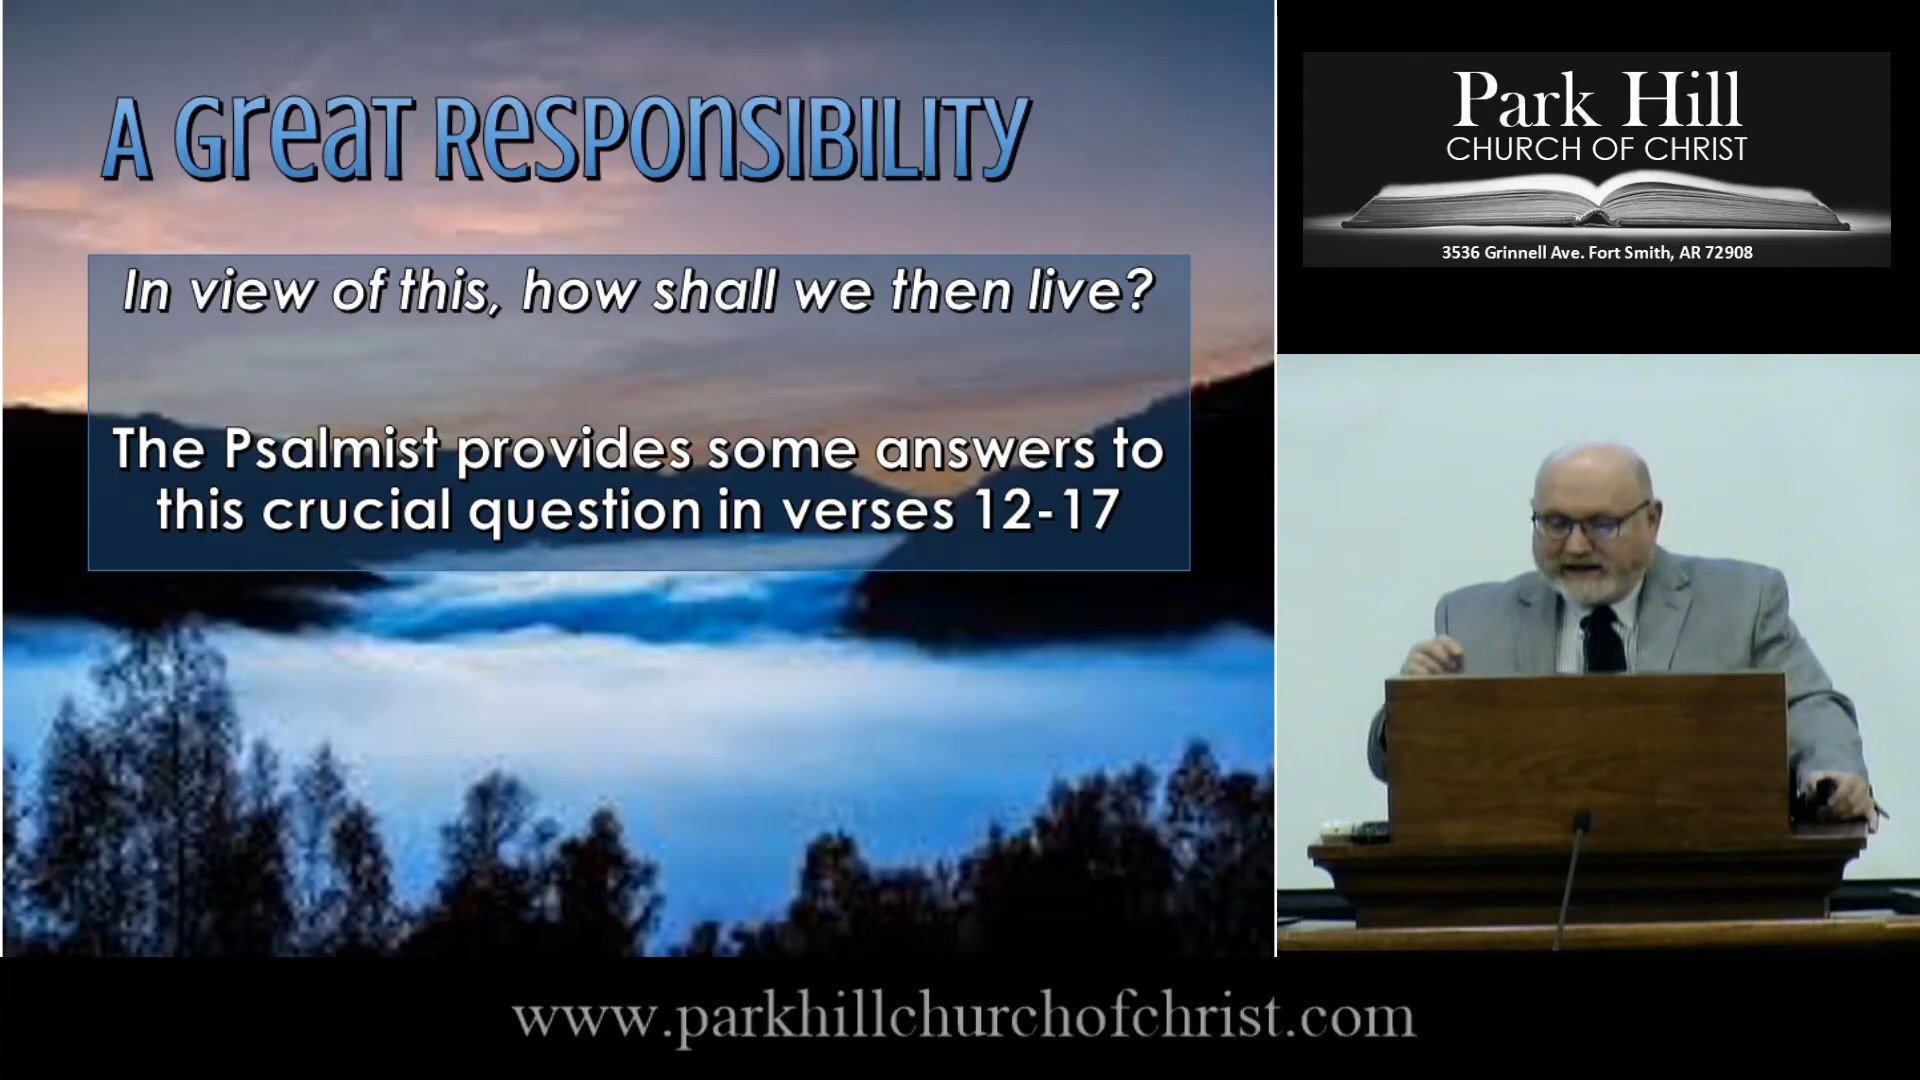 A Great Responsibility
In view of this, how shall we then live?
The Psalmist provides some answers to
this crucial question in verses 12-17
Park Hill
CHURCH OF CHRIST
3536 Grinnell Ave. Fort Smith, AR 72908
www.parkhillchurchofchrist.com